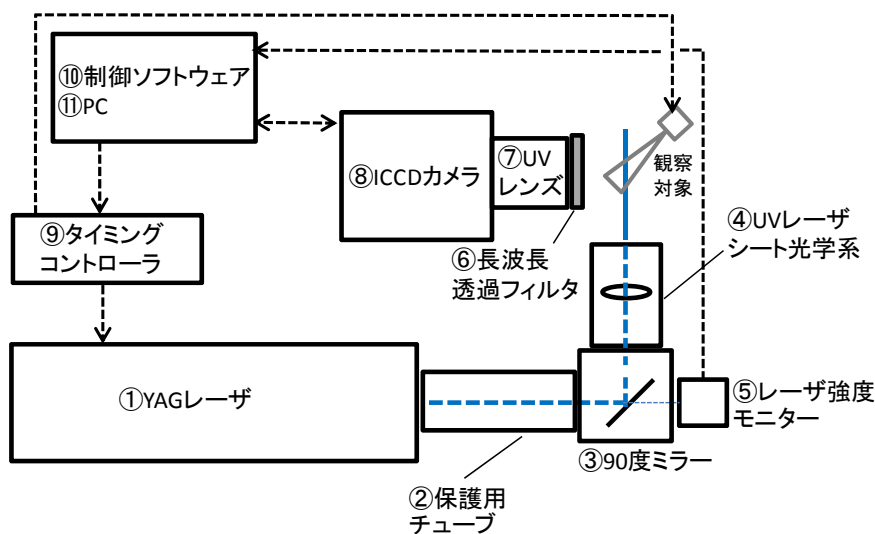 ⑩制御ソフトウェア
⑪PC
⑦UV
レンズ
⑧ICCDカメラ
観察
対象
④UVレーザ
シート光学系
⑨タイミング
コントローラ
⑥長波長
透過フィルタ
①YAGレーザ
⑤レーザ強度
モニター
③90度ミラー
②保護用
チューブ